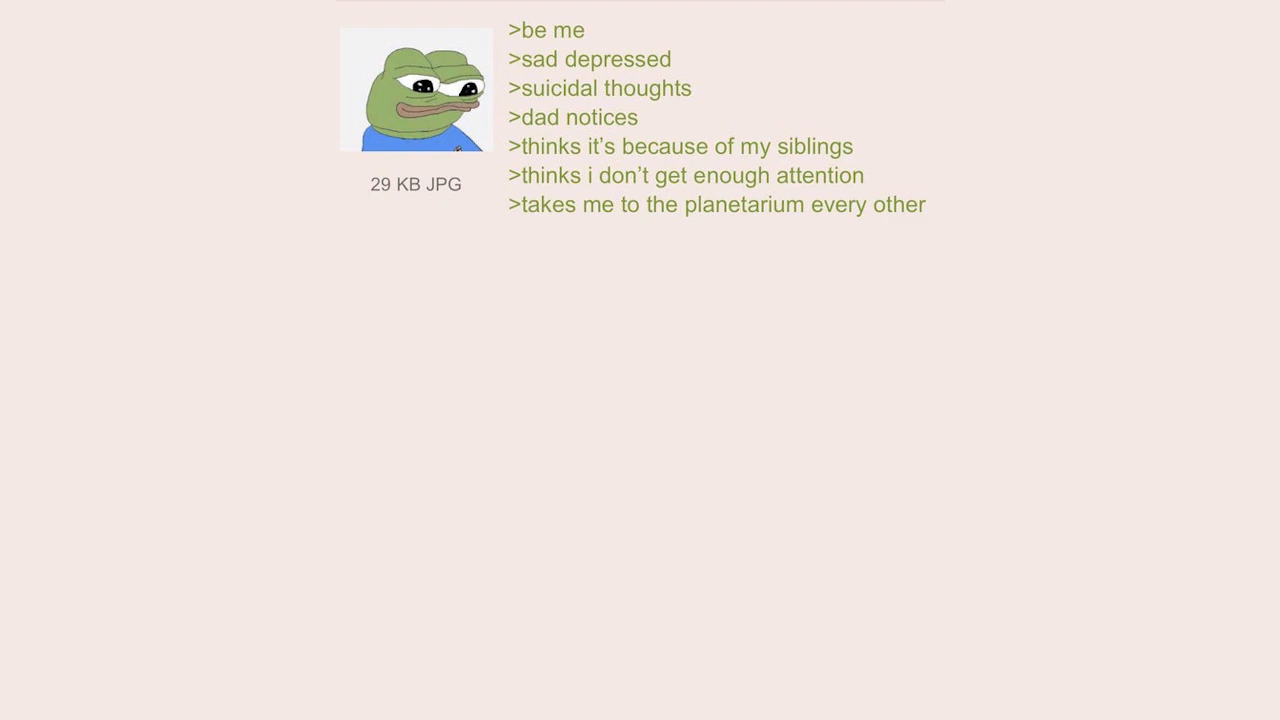 >be me
>sad depressed
>suicidal thoughts
>dad notices
>thinks it’s because of my siblings
>thinks i don’t get enough attention
>takes me to the planetarium every other
29 KB JPG